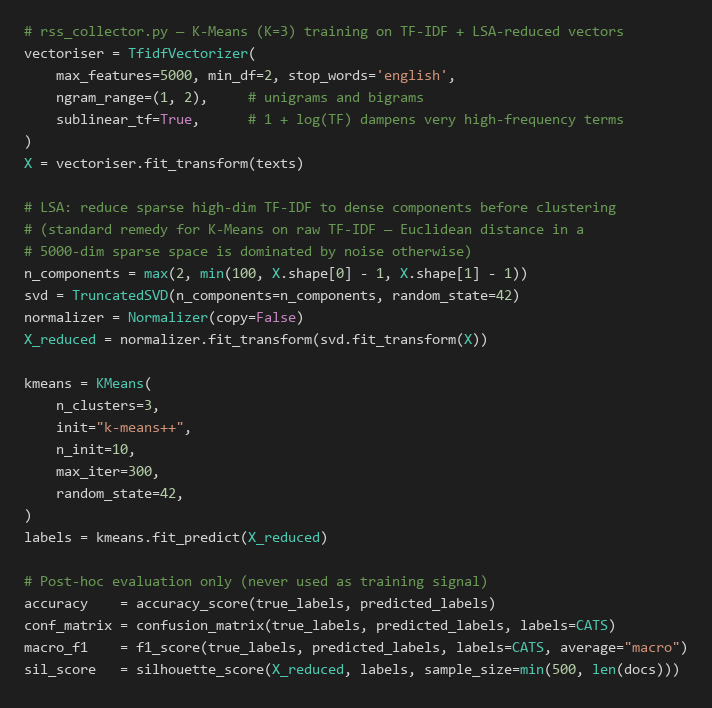 # rss_collector.py — K-Means (K=3) training on TF-IDF + LSA-reduced vectors
vectoriser = TfidfVectorizer(
    max_features=5000, min_df=2, stop_words='english',
    ngram_range=(1, 2),     # unigrams and bigrams
    sublinear_tf=True,      # 1 + log(TF) dampens very high-frequency terms
)
X = vectoriser.fit_transform(texts)

# LSA: reduce sparse high-dim TF-IDF to dense components before clustering
# (standard remedy for K-Means on raw TF-IDF — Euclidean distance in a
# 5000-dim sparse space is dominated by noise otherwise)
n_components = max(2, min(100, X.shape[0] - 1, X.shape[1] - 1))
svd = TruncatedSVD(n_components=n_components, random_state=42)
normalizer = Normalizer(copy=False)
X_reduced = normalizer.fit_transform(svd.fit_transform(X))

kmeans = KMeans(
    n_clusters=3,
    init="k-means++",
    n_init=10,
    max_iter=300,
    random_state=42,
)
labels = kmeans.fit_predict(X_reduced)

# Post-hoc evaluation only (never used as training signal)
accuracy    = accuracy_score(true_labels, predicted_labels)
conf_matrix = confusion_matrix(true_labels, predicted_labels, labels=CATS)
macro_f1    = f1_score(true_labels, predicted_labels, labels=CATS, average="macro")
sil_score   = silhouette_score(X_reduced, labels, sample_size=min(500, len(docs)))